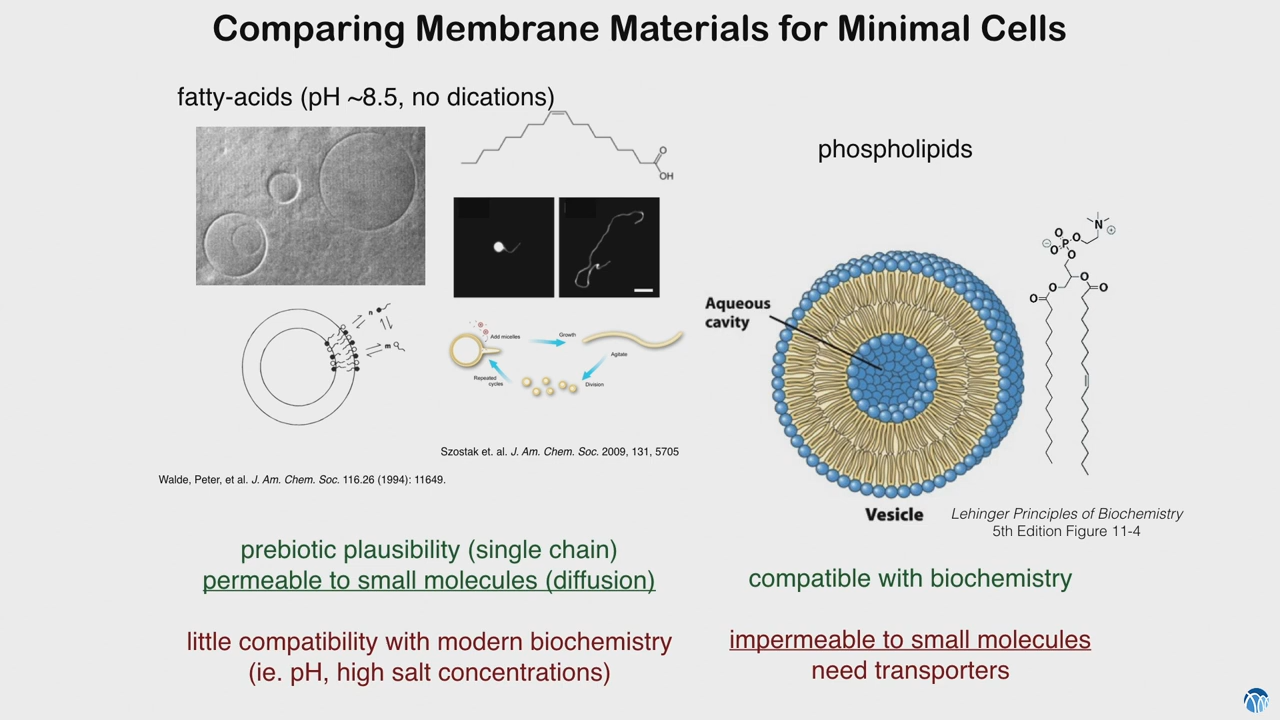 Comparing Membrane Materials for Minimal Cells
fatty-acids (pH ~8.5, no dications)
O
OH
phospholipids
N
⊕
O
⊖
P
O
O
O
O
O
O
O
Aqueous
cavity
n
m
Add micelles
Growth
Agitate
Repeated
cycles
Division
Szostak et. al. J. Am. Chem. Soc. 2009, 131, 5705
Walde, Peter, et al. J. Am. Chem. Soc. 116.26 (1994): 11649.
Vesicle
Lehinger Principles of Biochemistry
5th Edition Figure 11-4
prebiotic plausibility (single chain)
permeable to small molecules (diffusion)
compatible with biochemistry
little compatibility with modern biochemistry
(ie. pH, high salt concentrations)
impermeable to small molecules
need transporters